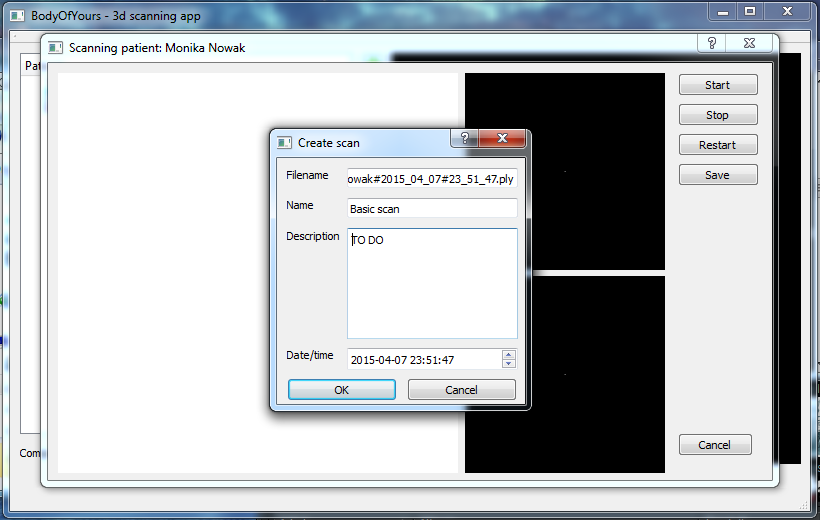 BodyOfYours - 3d scanning app
Scanning patient: Monika Nowak
Pat
Start
Stop
Restart
Save
Create scan
Filename
owak#2015_04_07#23_51_47.ply
Name
Basic scan
Description
TO DO
Date/time
2015-04-07 23:51:47
OK
Cancel
Cancel
Com